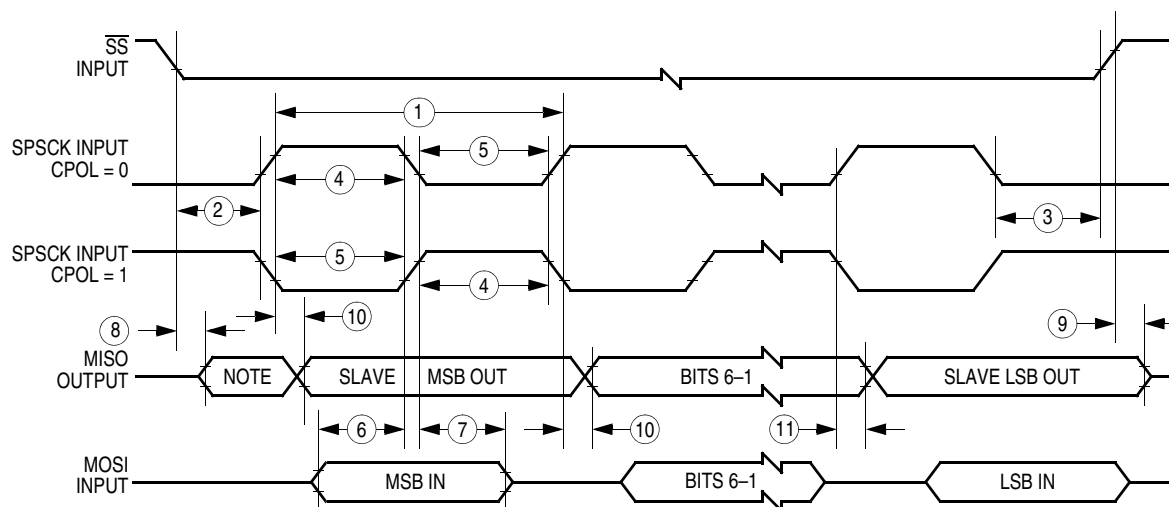 SS
INPUT
1
SPSCK INPUT
CPOL = 0
5
4
2
3
SPSCK INPUT
CPOL = 1
5
4
8
10
9
MISO
OUTPUT
NOTE
SLAVE MSB OUT
BITS 6–1
SLAVE LSB OUT
6
7
10
11
MOSI
INPUT
MSB IN
BITS 6–1
LSB IN